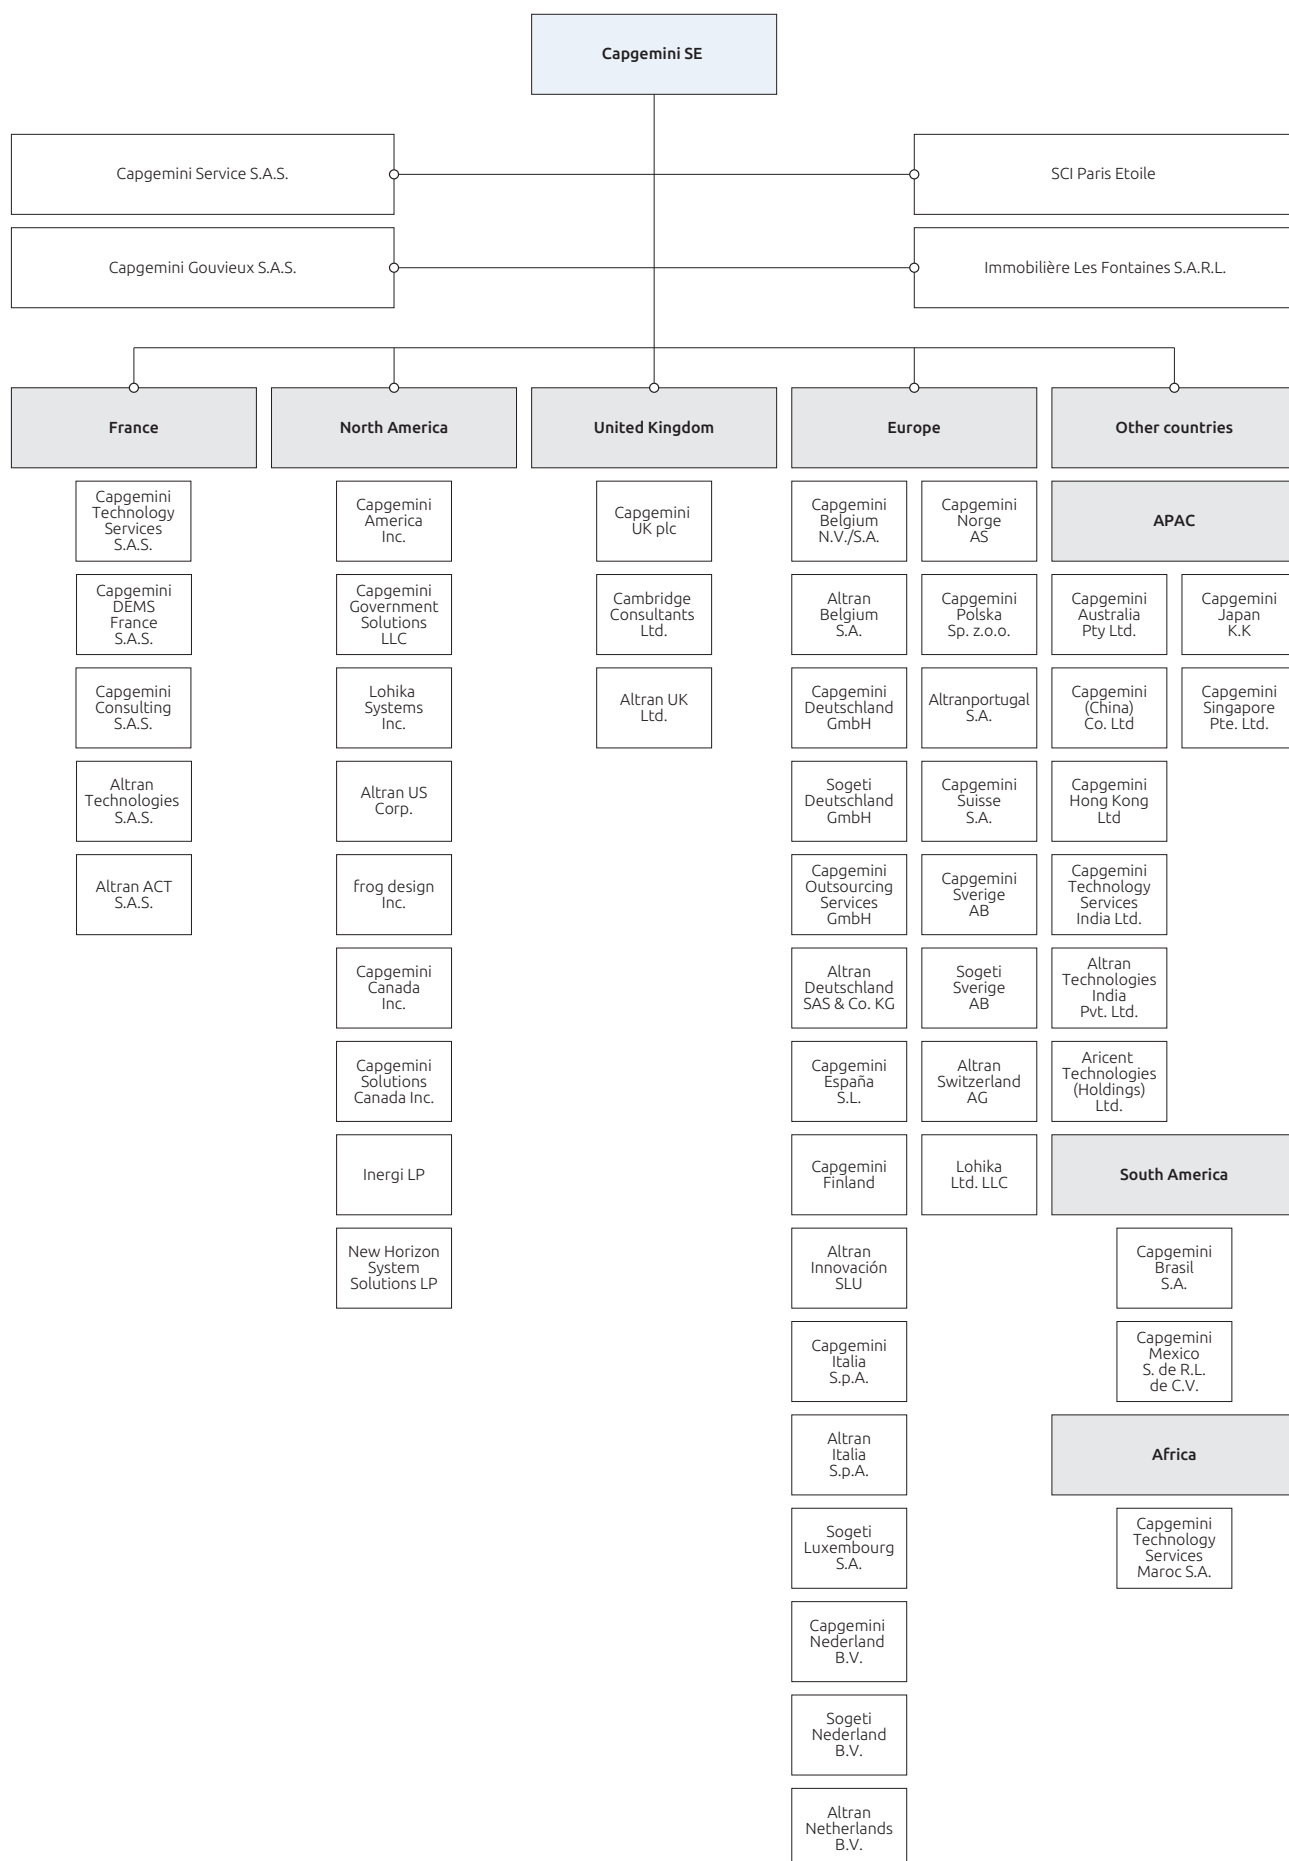 Capgemini SE
Capgemini Service S.A.S.
SCI Paris Etoile
Capgemini Gouvieux S.A.S.
Immobilière Les Fontaines S.A.R.L.
France
Capgemini
Technology
Services
S.A.S.
Capgemini
DEMS
France
S.A.S.
Capgemini
Consulting
S.A.S.
Altran
Technologies
S.A.S.
Altran ACT
S.A.S.
North America
Capgemini
America
Inc.
Capgemini
Government
Solutions
LLC
Lohika
Systems
Inc.
Altran US
Corp.
frog design
Inc.
Capgemini
Canada
Inc.
Capgemini
Solutions
Canada Inc.
Inergi LP
New Horizon
System
Solutions LP
United Kingdom
Capgemini
UK plc
Cambridge
Consultants
Ltd.
Altran UK
Ltd.
Europe
Capgemini
Belgium
N.V./S.A.
Altran
Belgium
S.A.
Capgemini
Deutschland
GmbH
Sogeti
Deutschland
GmbH
Capgemini
Outsourcing
Services
GmbH
Altran
Deutschland
SAS & Co. KG
Capgemini
España
S.L.
Capgemini
Finland
Altran
Innovación
SLU
Capgemini
Italia
S.p.A.
Altran
Italia
S.p.A.
Sogeti
Luxembourg
S.A.
Capgemini
Nederland
B.V.
Sogeti
Nederland
B.V.
Altran
Netherlands
B.V.
Capgemini
Norge
AS
Capgemini
Polska
Sp. z.o.o.
Altranportugal
S.A.
Capgemini
Suisse
S.A.
Capgemini
Sverige
AB
Sogeti
Sverige
AB
Altran
Switzerland
AG
Lohika
Ltd. LLC
Other countries
APAC
Capgemini
Australia
Pty Ltd.
Capgemini
(China)
Co. Ltd
Capgemini
Hong Kong
Ltd
Capgemini
Technology
Services
India Ltd.
Altran
Technologies
India
Pvt. Ltd.
Aricent
Technologies
(Holdings)
Ltd.
Capgemini
Japan
K.K
Capgemini
Singapore
Pte. Ltd.
South America
Capgemini
Brasil
S.A.
Capgemini
Mexico
S. de R.L.
de C.V.
Africa
Capgemini
Technology
Services
Maroc S.A.